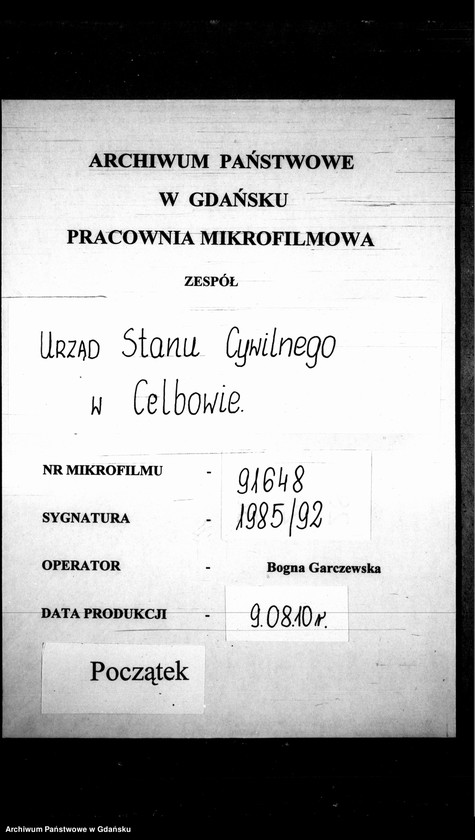 ARCHIWUM PAŃSTWOWE
W GDAŃSKU
PRACOWNIA MIKROFILMOWA
ZESPÓŁ
URZĄD Stanu Cywilnego
w Celbowie.
NR MIKROFILMU - 91648
SYGNATURA - 1985/92
OPERATOR - Bogna Garczewska
DATA PRODUKCJI - 9.08.10 r.
Początek
Archiwum Państwowe w Gdańsku